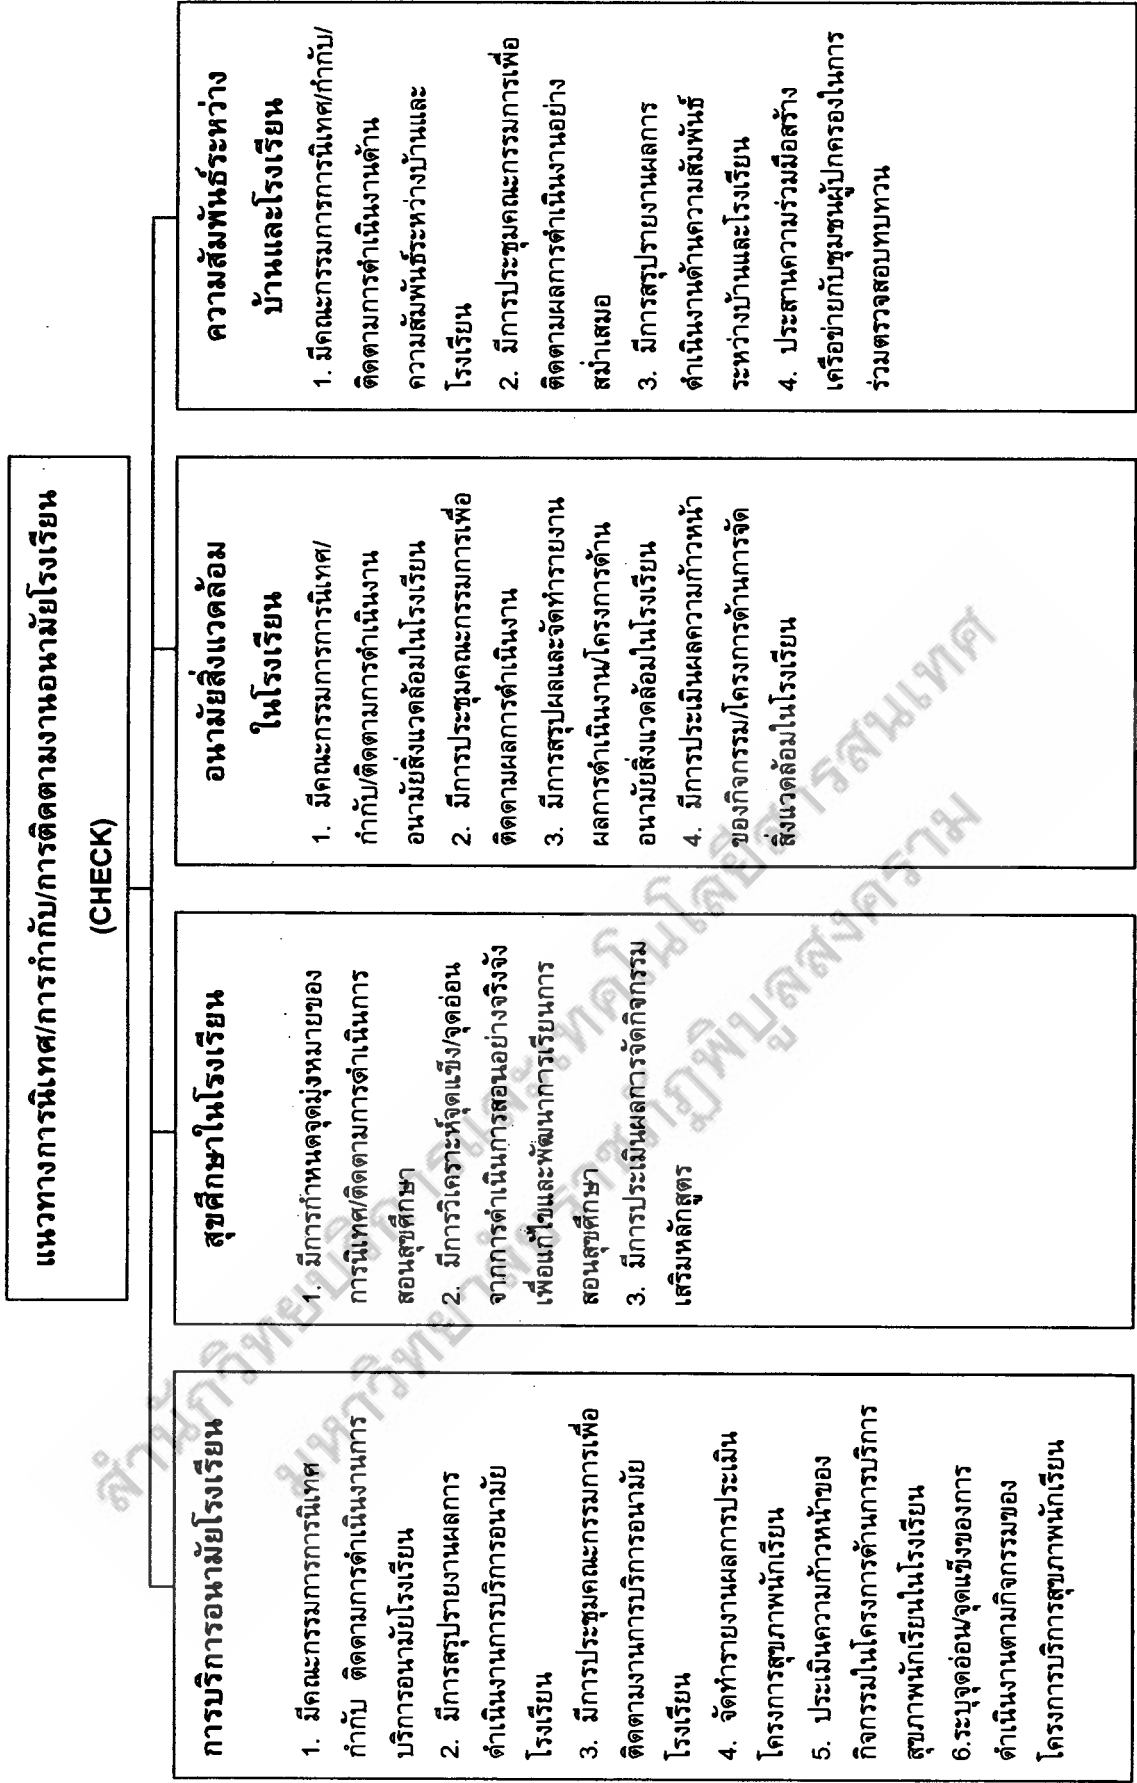 แนวทางการนิเทศ/การกำกับ/การติดตามงานอนามัยโรงเรียน
(CHECK)
การบริการอนามัยโรงเรียน
1. มีคณะกรรมการการนิเทศ
กำกับ ติดตามการดำเนินงานการ
บริการอนามัยโรงเรียน
2. มีการสรุปรายงานผลการ
ดำเนินงานการบริการอนามัย
โรงเรียน
3. มีการประชุมคณะกรรมการเพื่อ
ติดตามงานการบริการอนามัย
โรงเรียน
4. จัดทำรายงานผลการประเมิน
โครงการสุขภาพนักเรียน
5. ประเมินความก้าวหน้าของ
กิจกรรมในโครงการด้านการบริการ
สุขภาพนักเรียนในโรงเรียน
6.ระบุจุดอ่อน/จุดแข็งของการ
ดำเนินงานตามกิจกรรมของ
โครงการบริการสุขภาพนักเรียน
สุขศึกษาในโรงเรียน
1. มีการกำหนดจุดมุ่งหมายของ
การนิเทศ/ติดตามการดำเนินการ
สอนสุขศึกษา
2. มีการวิเคราะห์จุดแข็ง/จุดอ่อน
จากการดำเนินการสอนอย่างจริงจัง
เพื่อแก้ไขและพัฒนาการเรียนการ
สอนสุขศึกษา
3. มีการประเมินผลการจัดกิจกรรม
เสริมหลักสูตร
อนามัยสิ่งแวดล้อม
ในโรงเรียน
1. มีคณะกรรมการการนิเทศ/
กำกับ/ติดตามการดำเนินงาน
อนามัยสิ่งแวดล้อมในโรงเรียน
2. มีการประชุมคณะกรรมการเพื่อ
ติดตามผลการดำเนินงาน
3. มีการสรุปผลและจัดทำรายงาน
ผลการดำเนินงาน/โครงการด้าน
อนามัยสิ่งแวดล้อมในโรงเรียน
4. มีการประเมินผลความก้าวหน้า
ของกิจกรรม/โครงการด้านการจัด
สิ่งแวดล้อมในโรงเรียน
ความสัมพันธ์ระหว่าง
บ้านและโรงเรียน
1. มีคณะกรรมการการนิเทศ/กำกับ/
ติดตามการดำเนินงานด้าน
ความสัมพันธ์ระหว่างบ้านและ
โรงเรียน
2. มีการประชุมคณะกรรมการเพื่อ
ติดตามผลการดำเนินงานอย่าง
สม่ำเสมอ
3. มีการสรุปรายงานผลการ
ดำเนินงานด้านความสัมพันธ์
ระหว่างบ้านและโรงเรียน
4. ประสานความร่วมมือสร้าง
เครือข่ายกับชุมชนผู้ปกครองในการ
ร่วมตรวจสอบทบทวน
สำนักวิทยบริการและเทคโนโลยีสารสนเทศ
มหาวิทยาลัยราชภัฏพิบูลสงคราม